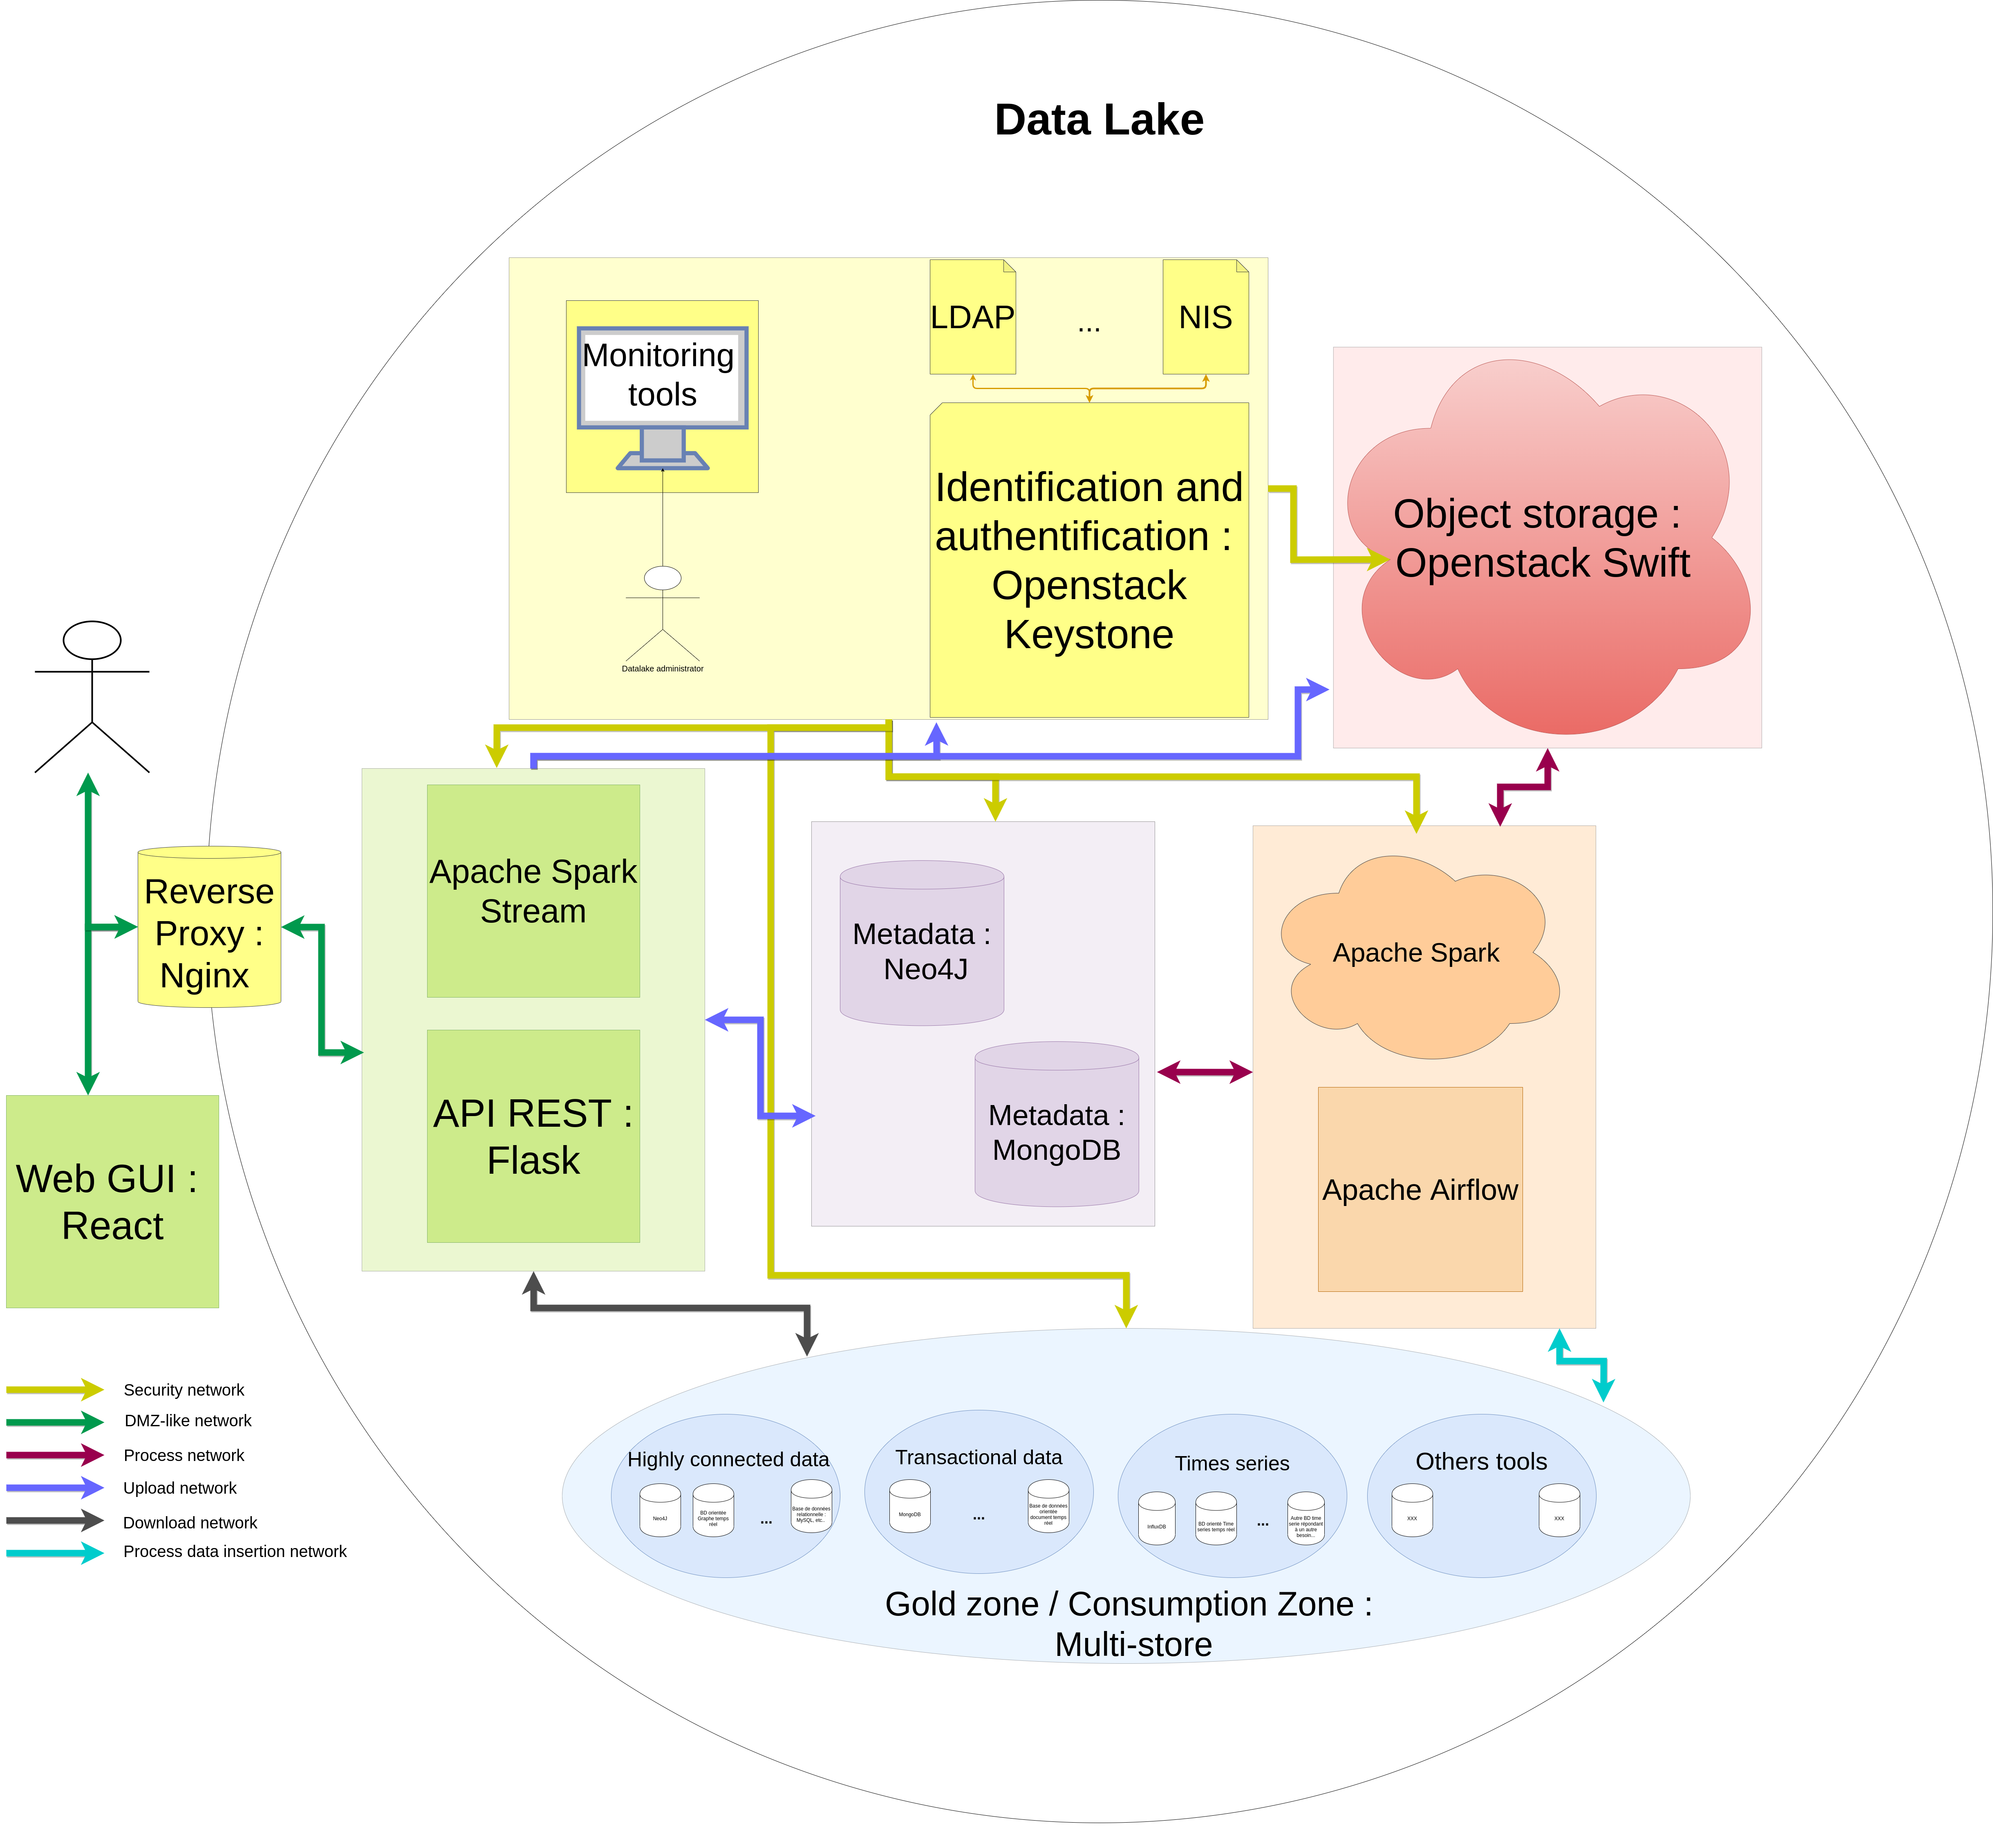 Data Lake
LDAP
...
NIS
Monitoring
tools
Identification and
authentification :
Openstack
Keystone
Datalake administrator
Object storage :
Openstack Swift
Reverse
Proxy :
Nginx
Apache Spark
Stream
API REST :
Flask
Metadata :
Neo4J
Metadata :
MongoDB
Apache Spark
Apache Airflow
Web GUI :
React
Security network
DMZ-like network
Process network
Upload network
Download network
Process data insertion network
Highly connected data
Neo4J
BD orientée
Graphe temps
réel
...
Base de données
relationnelle :
MySQL, etc..
Transactional data
MongoDB
...
Base de données
orientée
document temps
réel
Times series
InfluxDB
BD orienté Time
series temps réel
...
Autre BD time
serie répondant
à un autre
besoin...
Others tools
XXX
XXX
Gold zone / Consumption Zone :
Multi-store